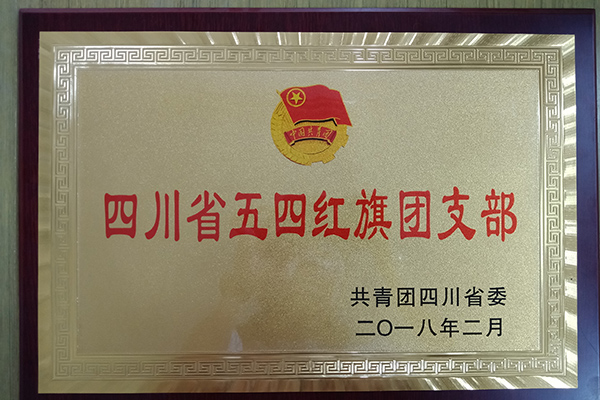 中国共青团
四川省五四红旗团支部
共青团四川省委
二〇一八年二月